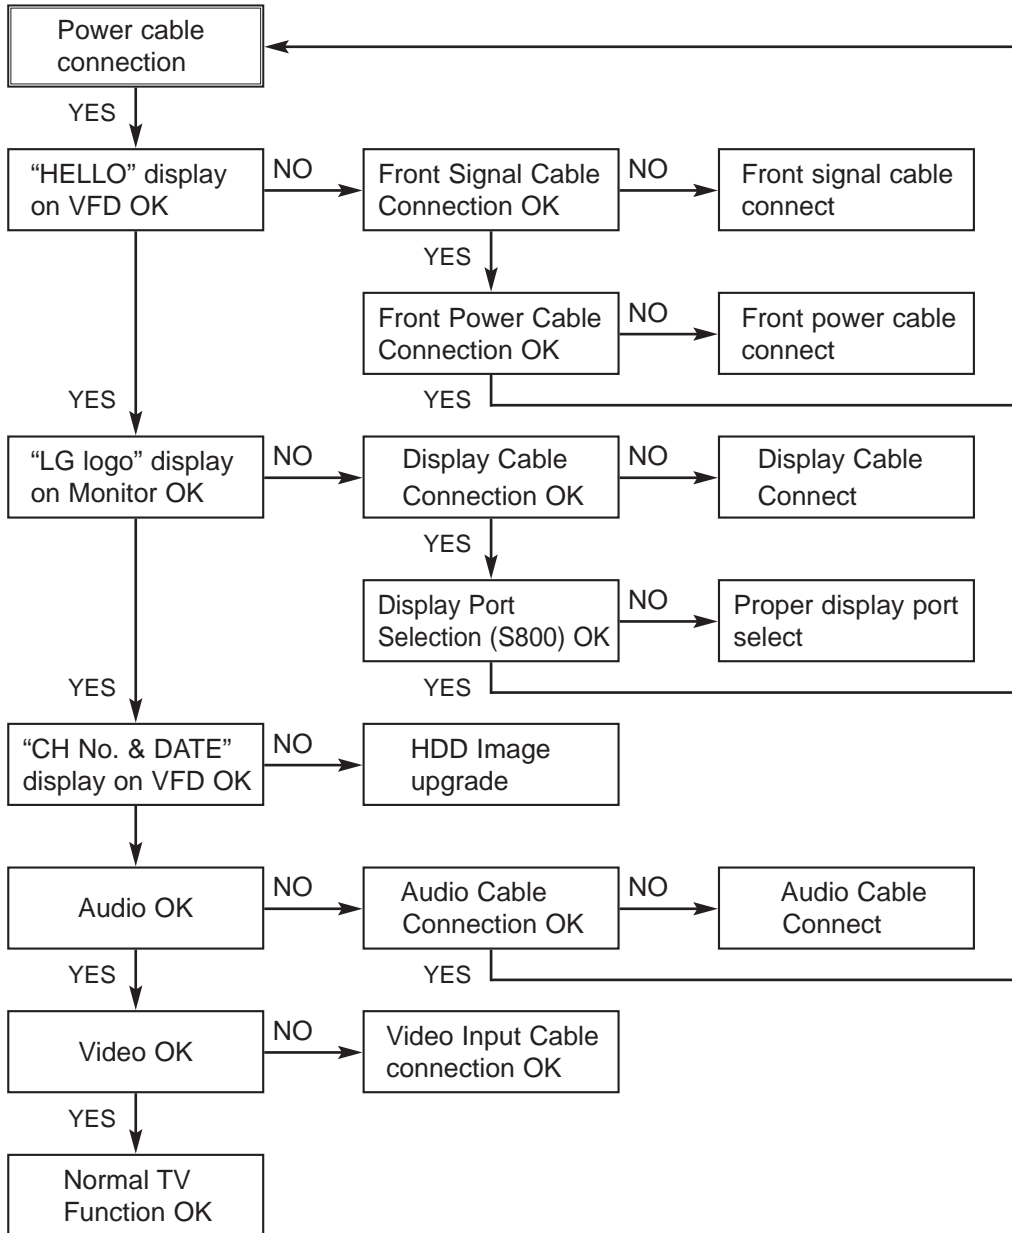 Power cable
connection
YES
“HELLO” display
on VFD OK
NO
Front Signal Cable
Connection OK
NO
Front signal cable
connect
YES
Front Power Cable
Connection OK
NO
Front power cable
connect
YES
YES
“LG logo” display
on Monitor OK
NO
Display Cable
Connection OK
NO
Display Cable
Connect
YES
Display Port
Selection (S800) OK
NO
Proper display port
select
YES
YES
“CH No. & DATE”
display on VFD OK
NO
HDD Image
upgrade
Audio OK
NO
Audio Cable
Connection OK
NO
Audio Cable
Connect
YES
YES
Video OK
NO
Video Input Cable
connection OK
YES
Normal TV
Function OK